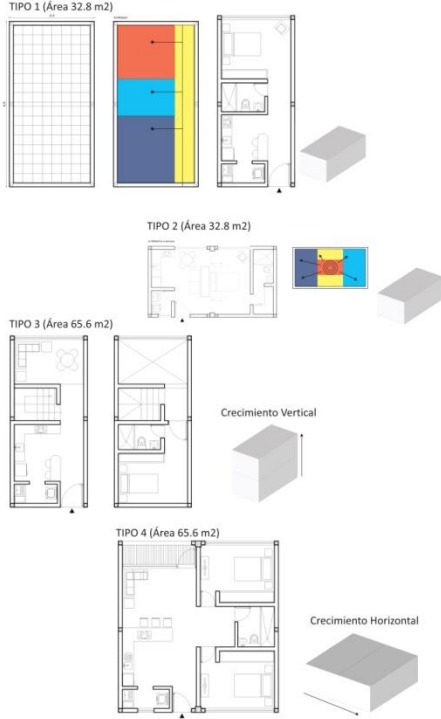 TIPO 1 (Área 32.8 m2)
TIPO 2 (Área 32.8 m2)
TIPO 3 (Área 65.6 m2)
Crecimiento Vertical
TIPO 4 (Área 65.6 m2)
Crecimiento Horizontal